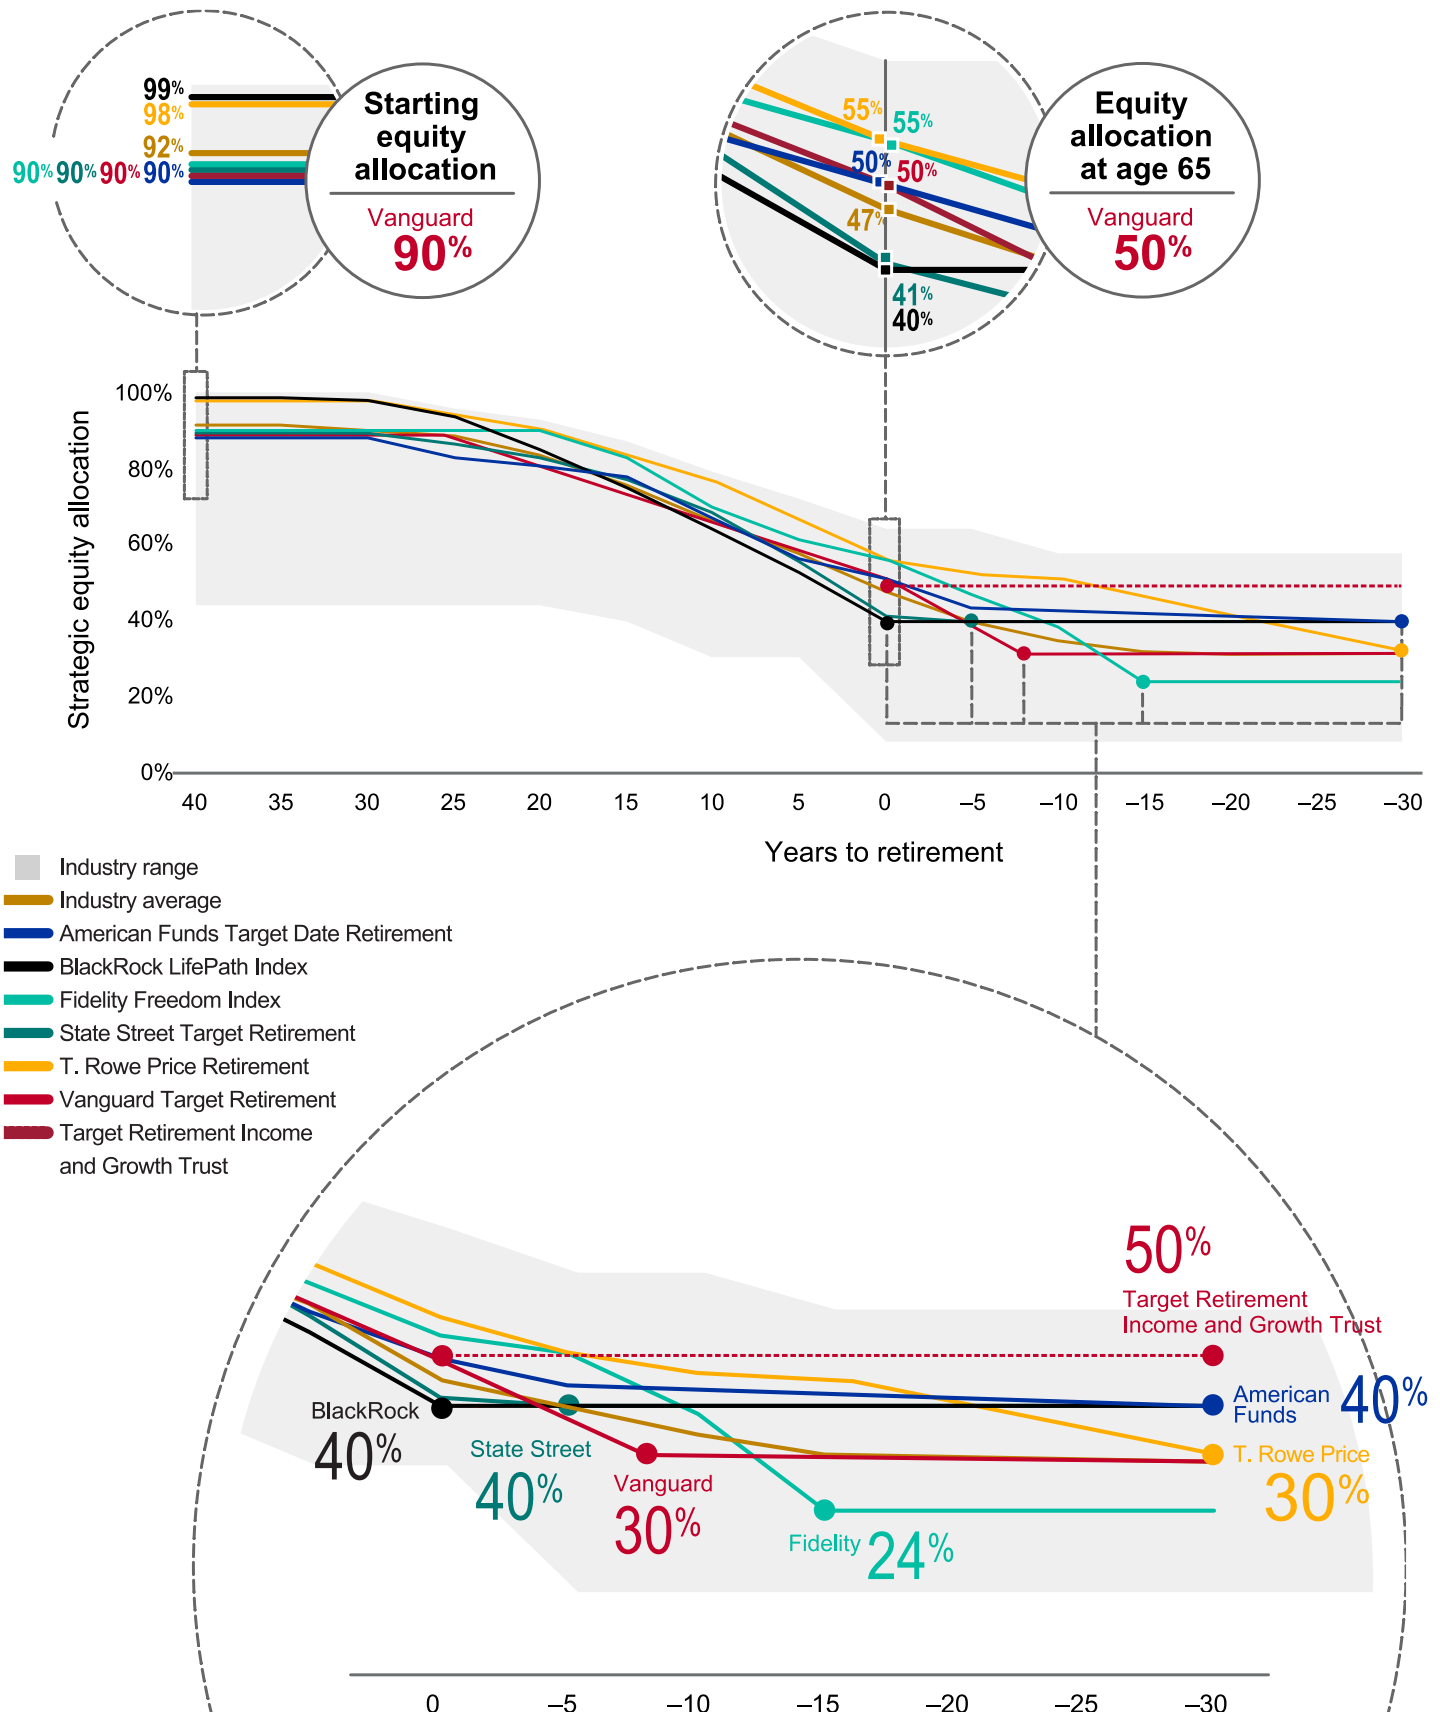 99%
98%
92%
90% 90% 90% 90%
Starting
equity
allocation
Vanguard
90%
55%
55%
50%
50%
47%
41%
40%
Equity
allocation
at age 65
Vanguard
50%
Strategic equity allocation
100%
80%
60%
40%
20%
0%
40 35 30 25 20 15 10 5 0 –5 –10 –15 –20 –25 –30
Years to retirement
Industry range
Industry average
American Funds Target Date Retirement
BlackRock LifePath Index
Fidelity Freedom Index
State Street Target Retirement
T. Rowe Price Retirement
Vanguard Target Retirement
Target Retirement Income
and Growth Trust
50%
Target Retirement
Income and Growth Trust
American
Funds
40%
BlackRock
40%
State Street
40%
Vanguard
30%
T. Rowe Price
30%
Fidelity 24%
0 –5 –10 –15 –20 –25 –30